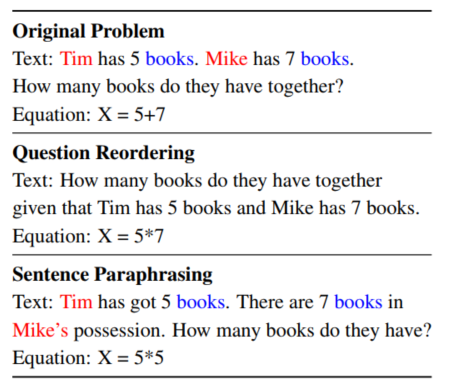 Original Problem
Text: Tim has 5 books. Mike has 7 books.
How many books do they have together?
Equation: X = 5+7
Question Reordering
Text: How many books do they have together
given that Tim has 5 books and Mike has 7 books.
Equation: X = 5*7
Sentence Paraphrasing
Text: Tim has got 5 books. There are 7 books in
Mike's possession. How many books do they have?
Equation: X = 5*5